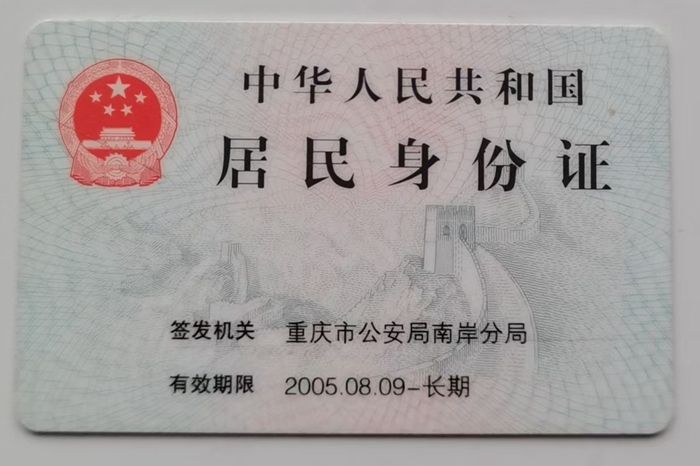 中华人民共和国
居民身份证
签发机关 重庆市公安局南岸分局
有效期限 2005.08.09-长期